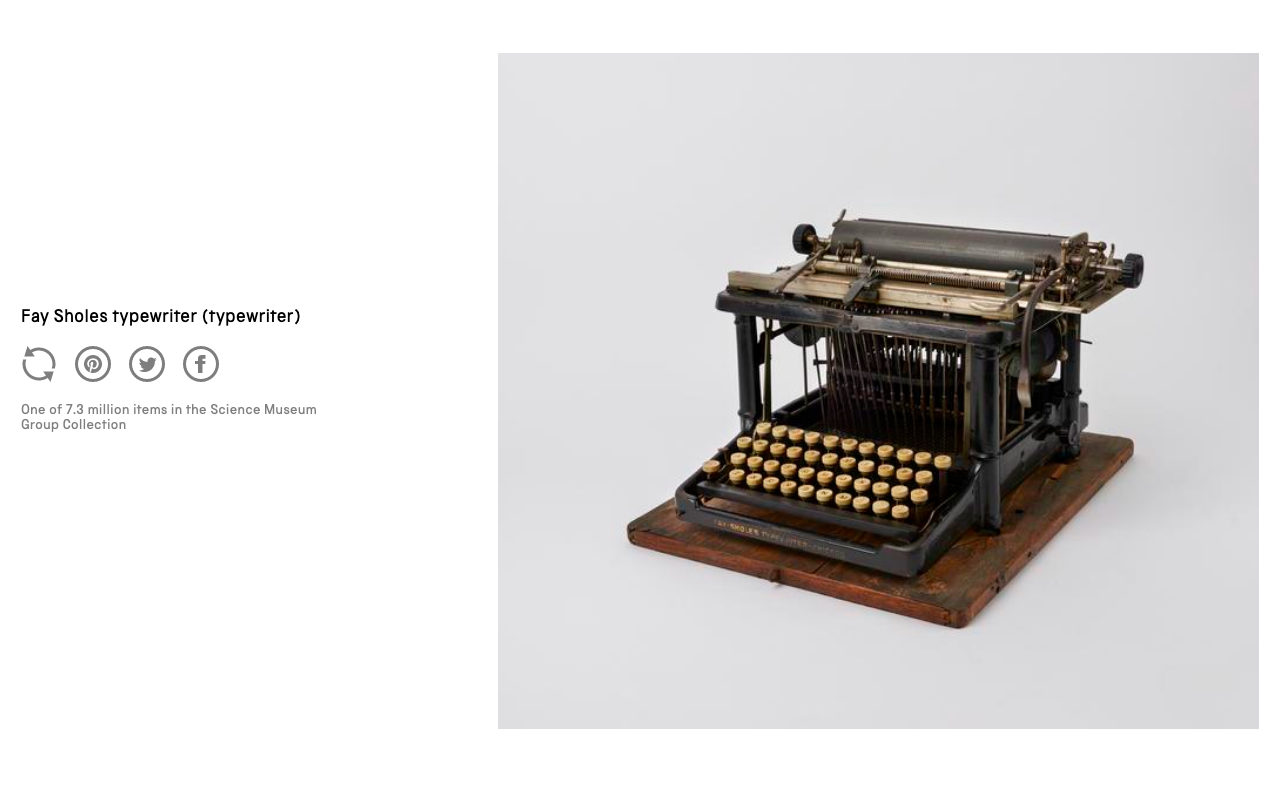 Fay Sholes typewriter (typewriter)
One of 7.3 million items in the Science Museum
Group Collection
FAY-SHOLES TYPEWRITER-CHICAGO